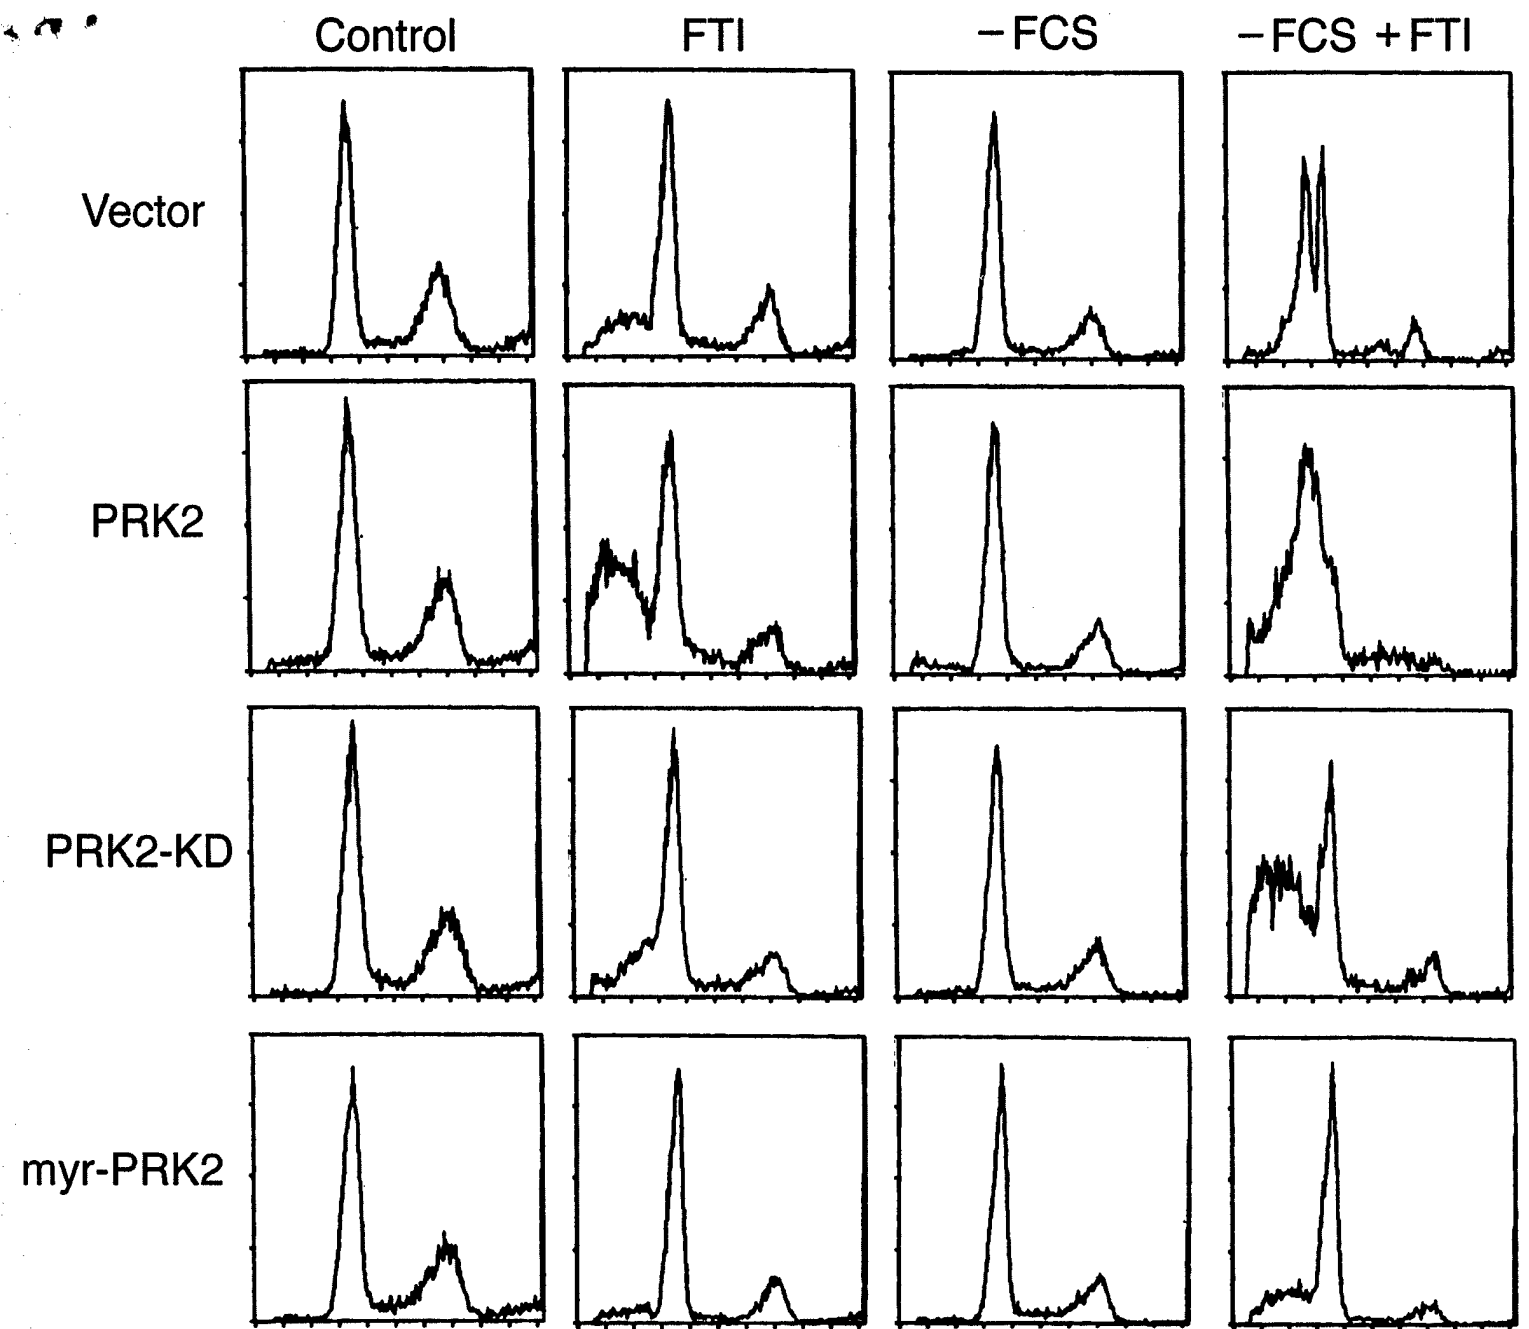 Control FTI −FCS −FCS +FTI
Vector
PRK2
PRK2-KD
myr-PRK2